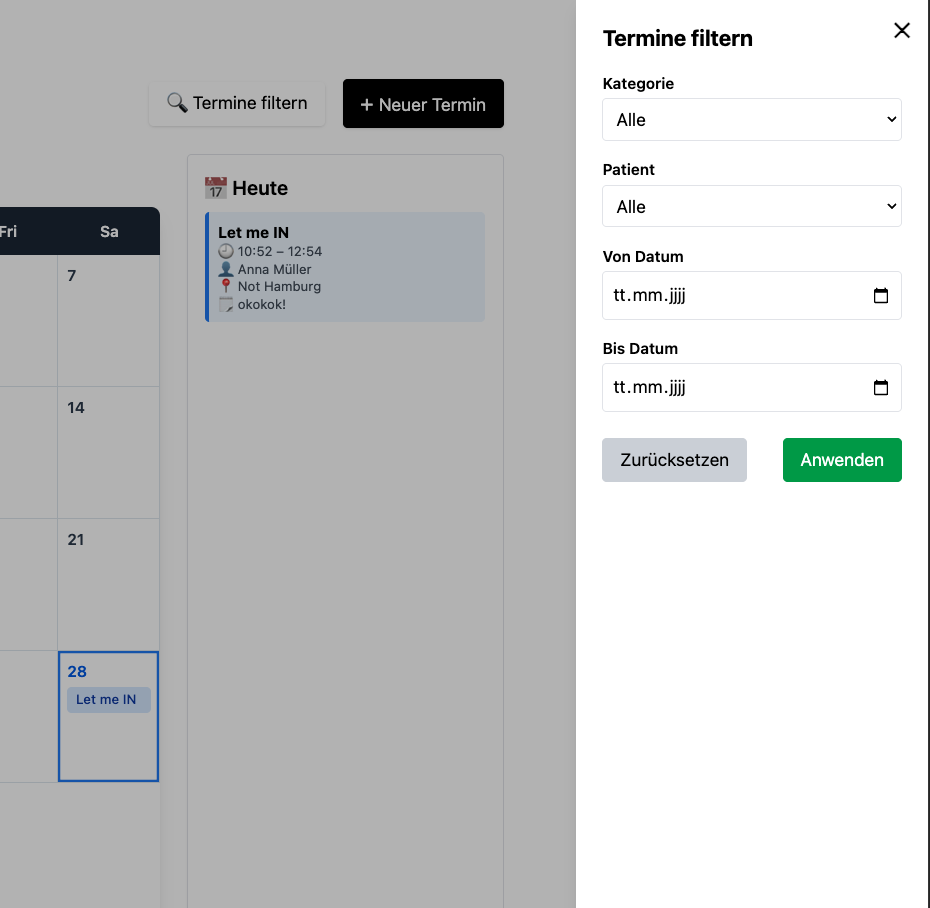 Termine filtern
+ Neuer Termin
Fri
Sa
7
14
21
28
Let me IN
17
Heute
Let me IN
10:52 – 12:54
Anna Müller
Not Hamburg
okokok!
Termine filtern
Kategorie
Alle
Patient
Alle
Von Datum
tt.mm.jjjj
Bis Datum
tt.mm.jjjj
Zurücksetzen
Anwenden